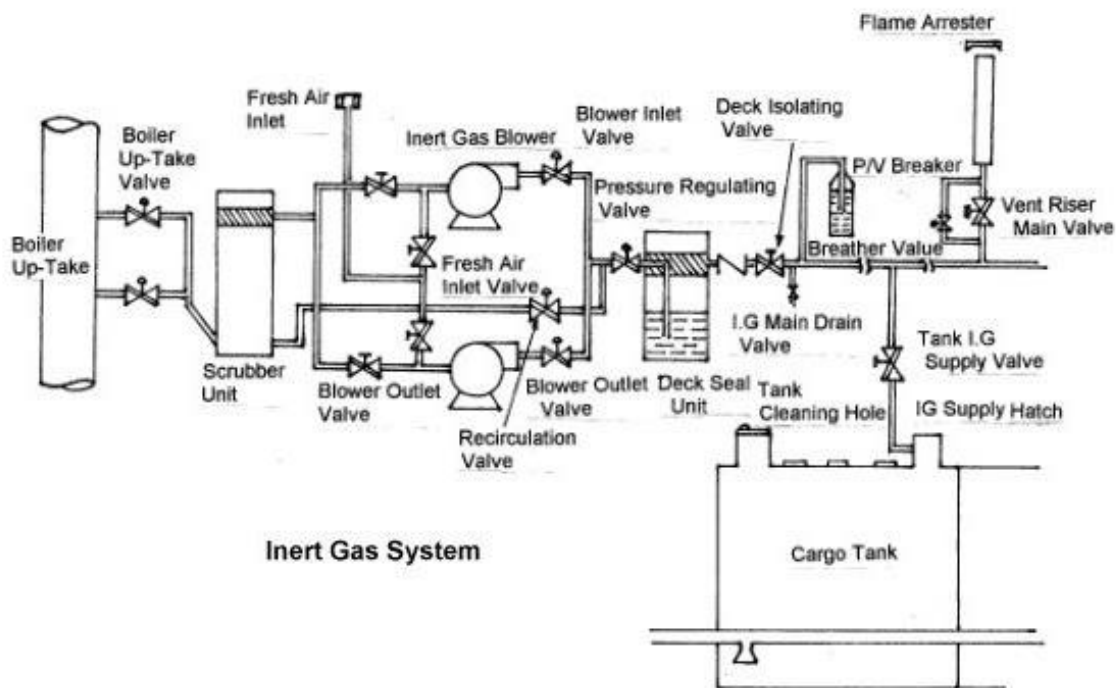 Flame Arrester
Fresh Air
Inlet
Boiler
Up-Take
Valve
Inert Gas Blower
Blower Inlet
Valve
Deck Isolating
Valve
P/V Breaker
Pressure Regulating
Valve
Vent Riser
Main Valve
Boiler
Up-Take
Breather Value
Fresh Air
Inlet Valve
I.G Main Drain
Valve
Tank I.G
Supply Valve
Scrubber
Unit
Blower Outlet
Valve
Blower Outlet
Valve
Deck Seal
Unit
Tank
Cleaning Hole
IG Supply Hatch
Recirculation
Valve
Inert Gas System
Cargo Tank